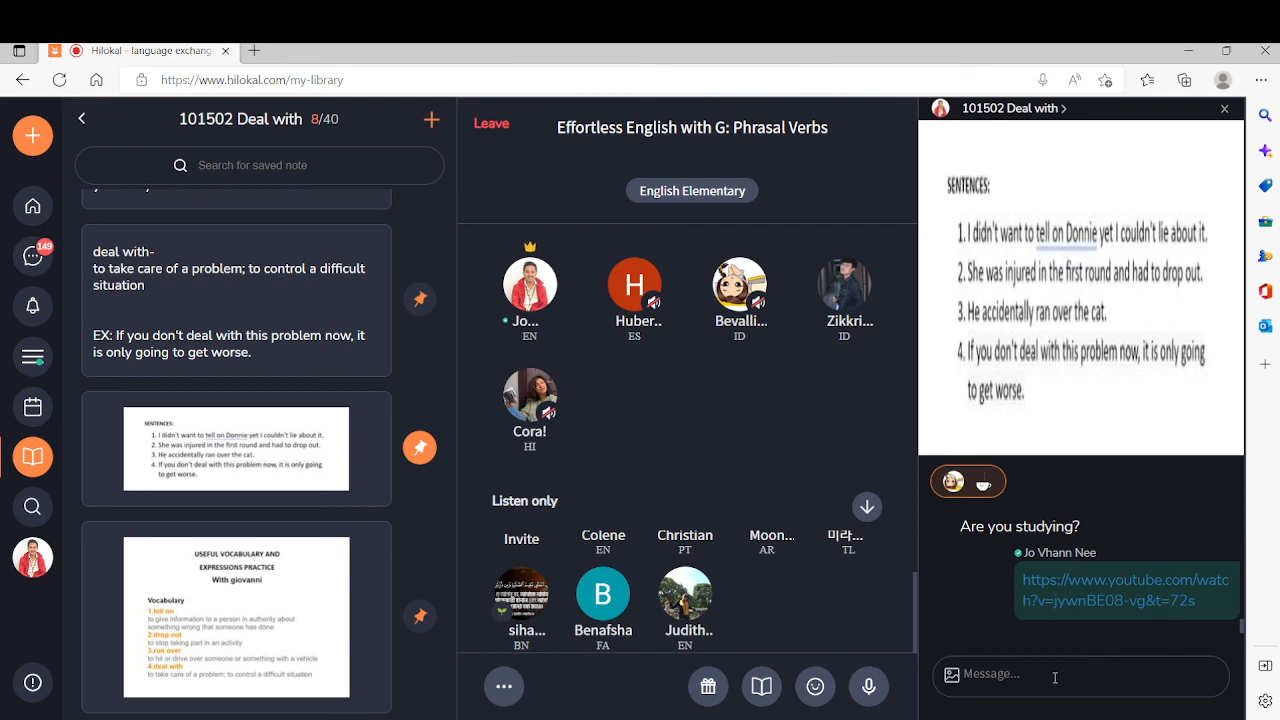 Hilokal - language exchang
https://www.hilokal.com/my-library
101502 Deal with 8/40
Search for saved note
deal with-
to take care of a problem; to control a difficult
situation
EX: If you don't deal with this problem now, it
is only going to get worse.
SENTENCES:
1. I didn't want to tell on Donnie yet I couldn't lie about it.
2. She was injured in the first round and had to drop out.
3. He accidentally ran over the cat.
4. If you don't deal with this problem now, it is only going
to get worse.
USEFUL VOCABULARY AND
EXPRESSIONS PRACTICE
With giovanni
Vocabulary
1.tell on
to give information to a person in authority about
something wrong that someone has done
2.drop out
to stop taking part in an activity
3.run over
to hit or drive over someone or something with a vehicle
4.deal with
to take care of a problem; to control a difficult situation
149
Leave
Effortless English with G: Phrasal Verbs
English Elementary
Jo...
EN
H
Huber..
ES
Bevalli...
ID
Zikkri...
ID
Cora!
HI
Listen only
Invite
Colene
EN
Christian
PT
Moon...
AR
TL
siha...
BN
B
Benafsha
FA
Judith..
EN
101502 Deal with >
SENTENCES:
1. I didn't want to tell on Donnie yet I couldn't lie about it.
2. She was injured in the first round and had to drop out.
3. He accidentally ran over the cat.
4. If you don't deal with this problem now, it is only going
to get worse.
Are you studying?
Jo Vhann Nee
https://www.youtube.com/watc
h?v=jywnBE08-vg&t=72s
Message...